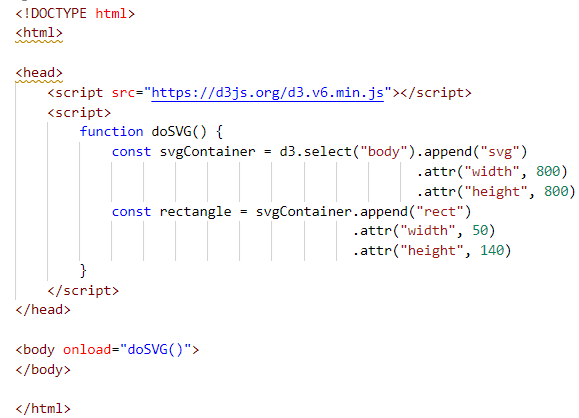 <!DOCTYPE html>
<html>
<head>
<script src="https://d3js.org/d3.v6.min.js"></script>
<script>
function doSVG() {
const svgContainer = d3.select("body").append("svg")
.attr("width", 800)
.attr("height", 800)
const rectangle = svgContainer.append("rect")
.attr("width", 50)
.attr("height", 140)
}
</script>
</head>
<body onload="doSVG()">
</body>
</html>